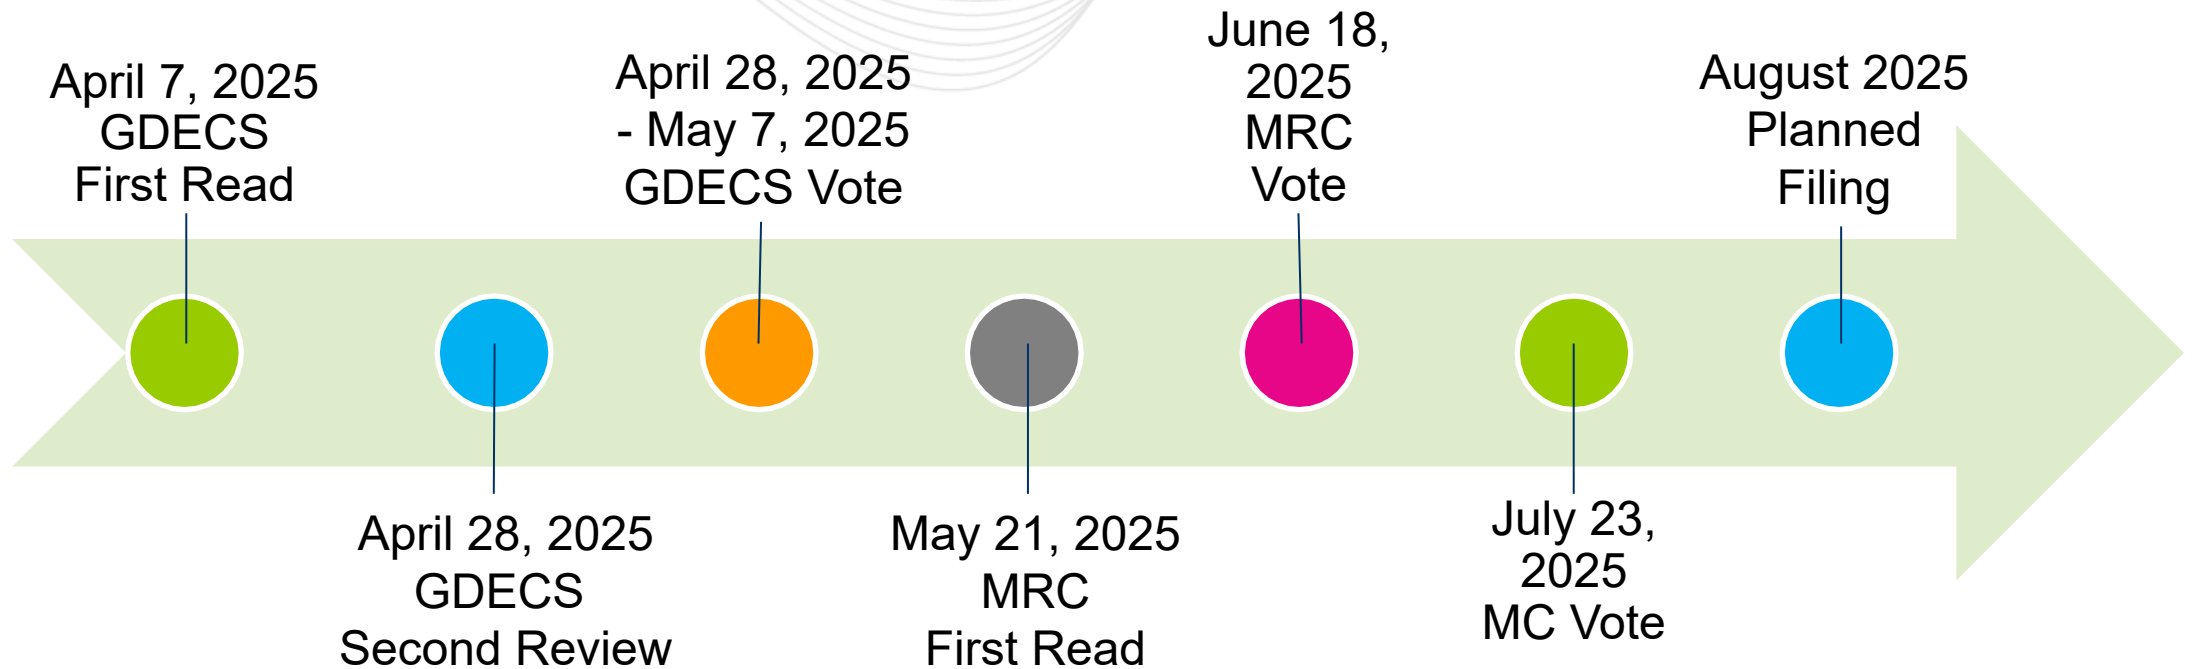 April 7, 2025
GDECS
First Read
April 28, 2025
GDECS
Second Review
April 28, 2025
- May 7, 2025
GDECS Vote
May 21, 2025
MRC
First Read
June 18,
2025
MRC
Vote
July 23,
2025
MC Vote
August 2025
Planned
Filing